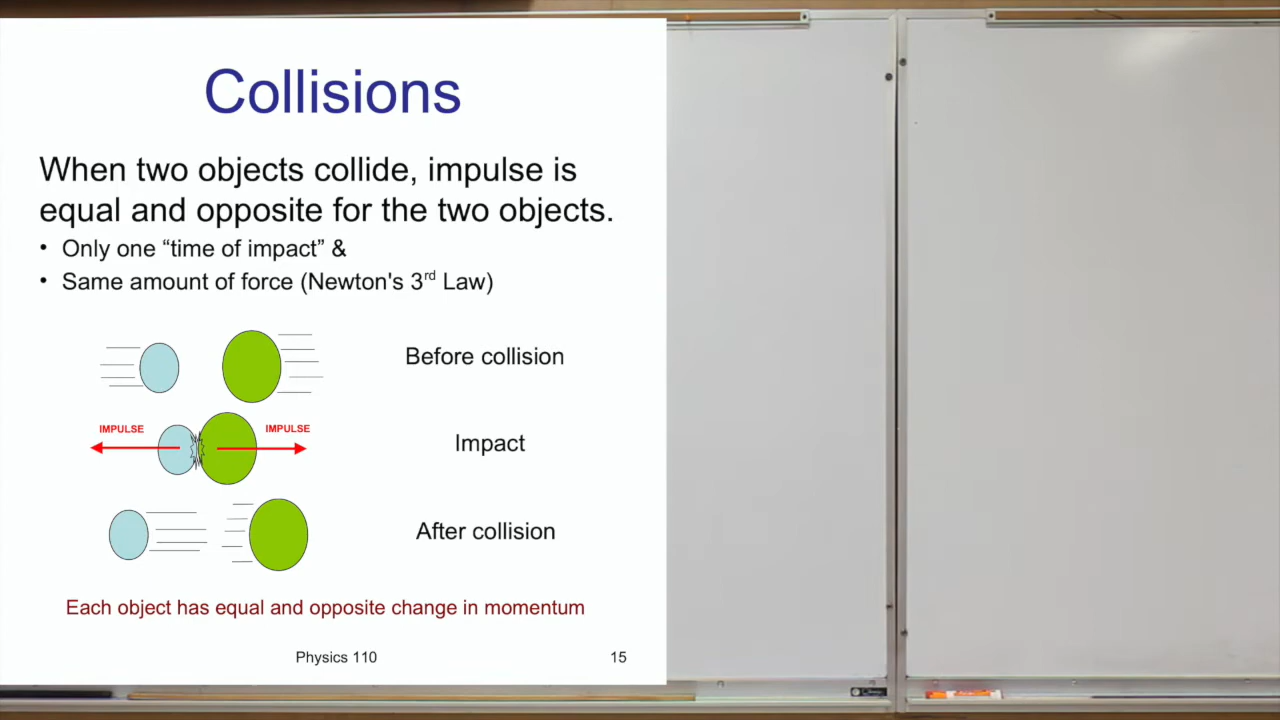 Collisions
When two objects collide, impulse is
equal and opposite for the two objects.
• Only one “time of impact” &
• Same amount of force (Newton's 3rd Law)
Before collision
IMPULSE IMPULSE
Impact
After collision
Each object has equal and opposite change in momentum
Physics 110 15